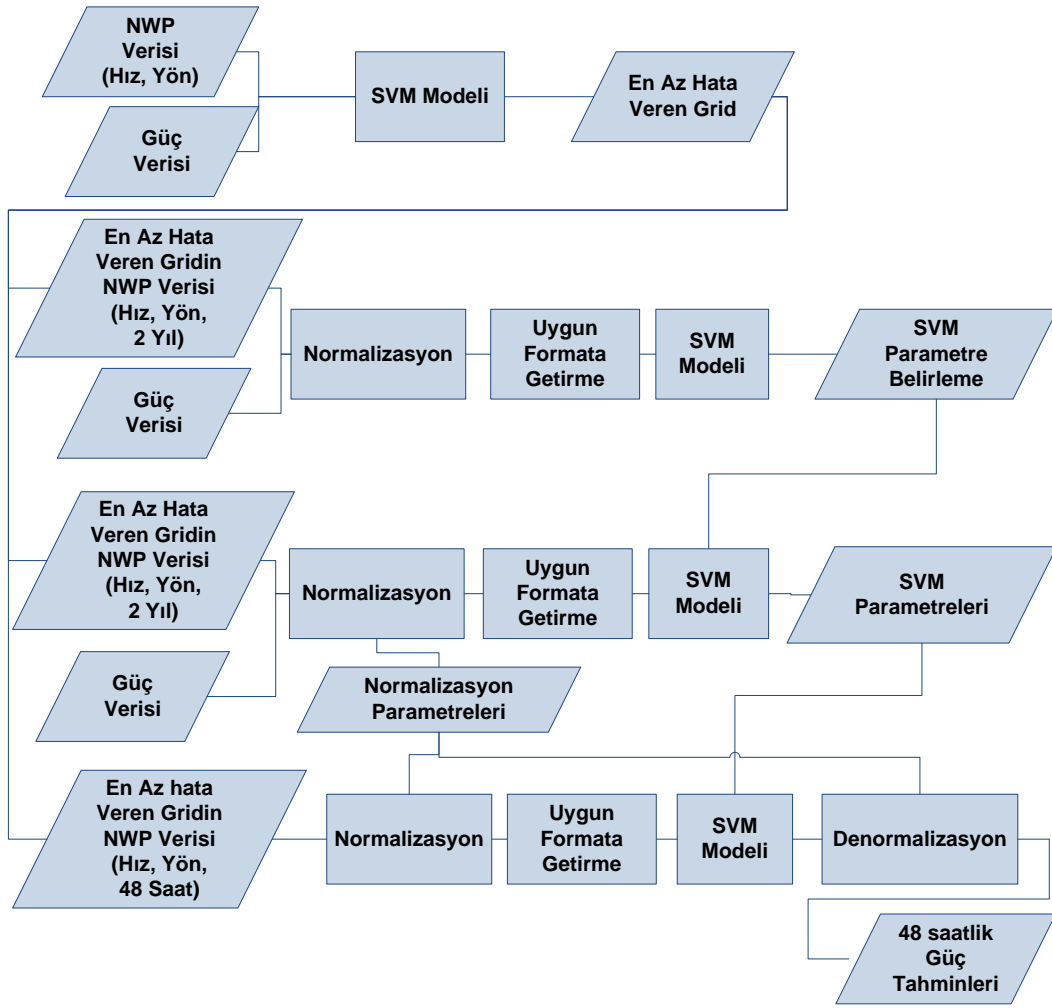 NWP
Verisi
(Hız, Yön)
SVM Modeli
En Az Hata
Veren Grid
Güç
Verisi
En Az Hata
Veren Gridin
NWP Verisi
(Hız, Yön,
2 Yıl)
Normalizasyon
Uygun
Formata
Getirme
SVM
Modeli
SVM
Parametre
Belirleme
Güç
Verisi
En Az Hata
Veren Gridin
NWP Verisi
(Hız, Yön,
2 Yıl)
Normalizasyon
Uygun
Formata
Getirme
SVM
Modeli
SVM
Parametreleri
Güç
Verisi
Normalizasyon
Parametreleri
En Az hata
Veren Gridin
NWP Verisi
(Hız, Yön,
48 Saat)
Normalizasyon
Uygun
Formata
Getirme
SVM
Modeli
Denormalizasyon
48 saatlik
Güç
Tahminleri